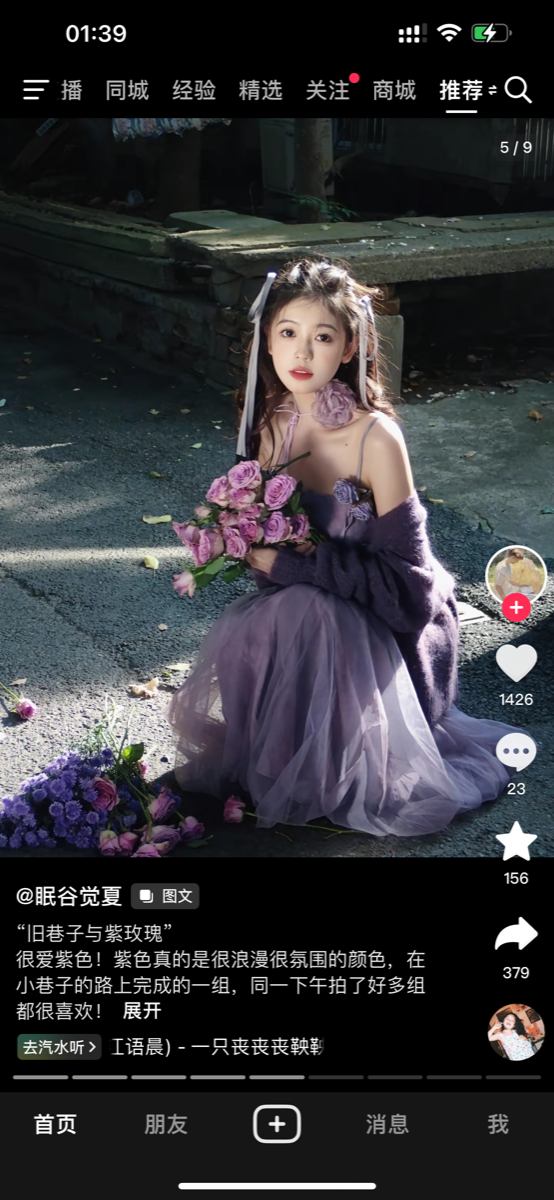 01:39
播 同城 经验 精选 关注 商城 推荐
5 / 9
1426
23
156
379
@眠谷觉夏 图文
“旧巷子与紫玫瑰”
很爱紫色！紫色真的是很浪漫很氛围的颜色，在
小巷子的路上完成的一组，同一下午拍了好多组
都很喜欢！ 展开
去汽水听 语晨) - 一只丧丧丧鞅
首页 朋友 消息 我